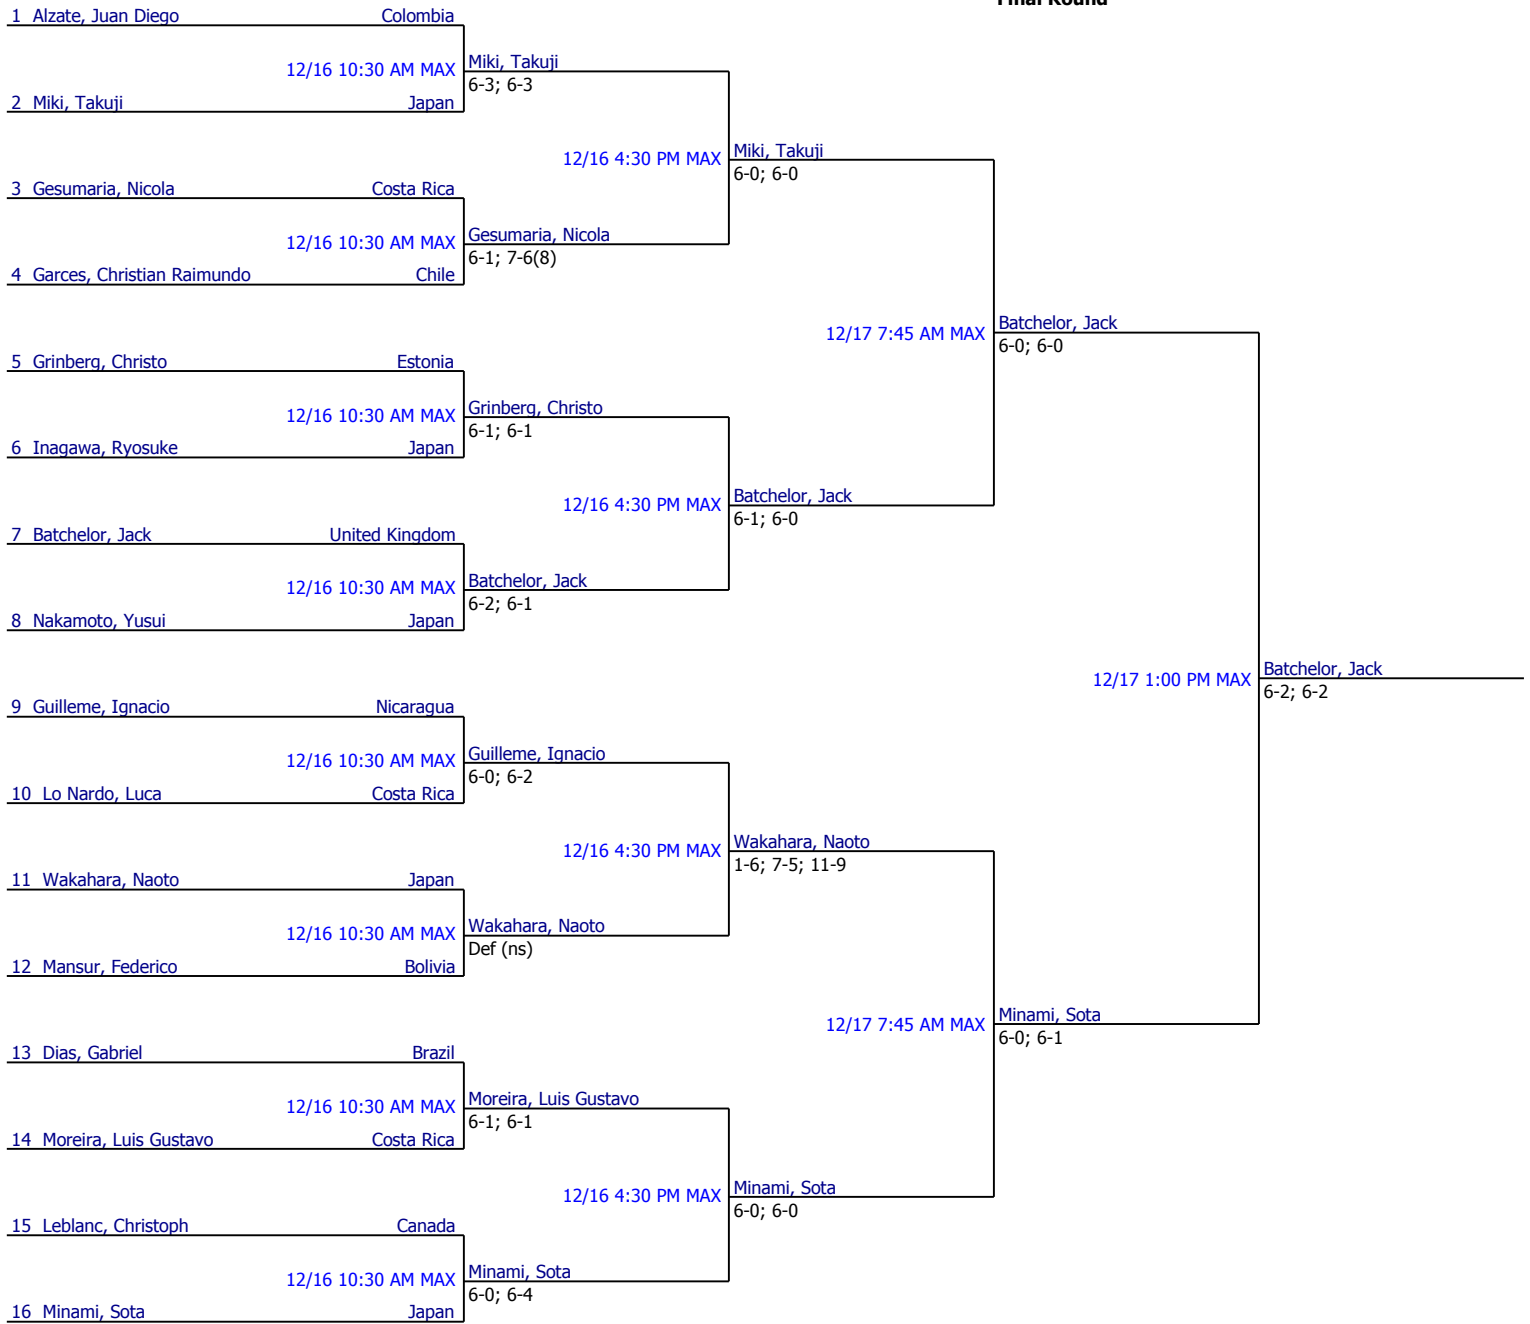 Final Round
1 Alzate, Juan Diego Colombia
12/16 10:30 AM MAX Miki, Takuji
6-3; 6-3
2 Miki, Takuji Japan
12/16 4:30 PM MAX Miki, Takuji
6-0; 6-0
3 Gesumaria, Nicola Costa Rica
12/16 10:30 AM MAX Gesumaria, Nicola
6-1; 7-6(8)
4 Garces, Christian Raimundo Chile
12/17 7:45 AM MAX Batchelor, Jack
6-0; 6-0
5 Grinberg, Christo Estonia
12/16 10:30 AM MAX Grinberg, Christo
6-1; 6-1
6 Inagawa, Ryosuke Japan
12/16 4:30 PM MAX Batchelor, Jack
6-1; 6-0
7 Batchelor, Jack United Kingdom
12/16 10:30 AM MAX Batchelor, Jack
6-2; 6-1
8 Nakamoto, Yusui Japan
12/17 1:00 PM MAX Batchelor, Jack
6-2; 6-2
9 Guilleme, Ignacio Nicaragua
12/16 10:30 AM MAX Guilleme, Ignacio
6-0; 6-2
10 Lo Nardo, Luca Costa Rica
12/16 4:30 PM MAX Wakahara, Naoto
1-6; 7-5; 11-9
11 Wakahara, Naoto Japan
12/16 10:30 AM MAX Wakahara, Naoto
Def (ns)
12 Mansur, Federico Bolivia
12/17 7:45 AM MAX Minami, Sota
6-0; 6-1
13 Dias, Gabriel Brazil
12/16 10:30 AM MAX Moreira, Luis Gustavo
6-1; 6-1
14 Moreira, Luis Gustavo Costa Rica
12/16 4:30 PM MAX Minami, Sota
6-0; 6-0
15 Leblanc, Christoph Canada
12/16 10:30 AM MAX Minami, Sota
6-0; 6-4
16 Minami, Sota Japan